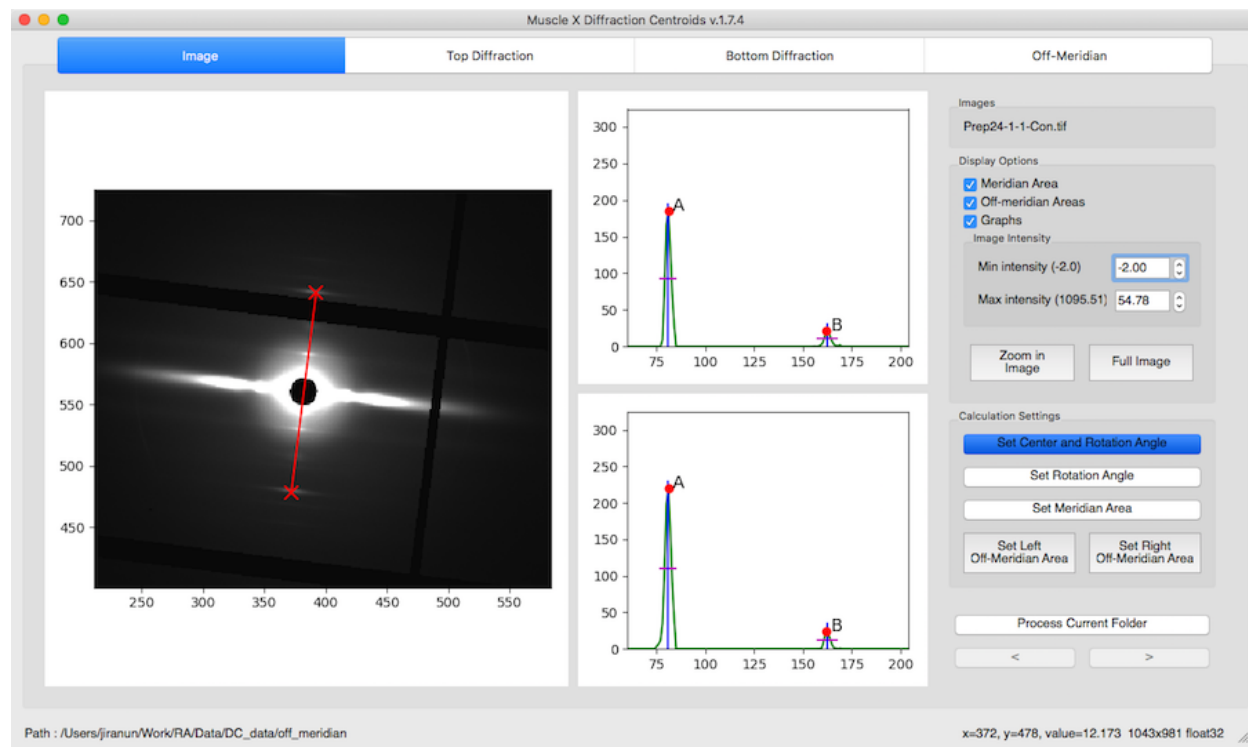 Muscle X Diffraction Centroids v.1.7.4
Image
Top Diffraction
Bottom Diffraction
Off-Meridian
700
650
600
550
500
450
250 300 350 400 450 500 550
300
250
200
150
100
50
0
75 100 125 150 175 200
A
B
300
250
200
150
100
50
0
75 100 125 150 175 200
A
B
Images
Prep24-1-1-Con.tif
Display Options
Meridian Area
Off-meridian Areas
Graphs
Image Intensity
Min intensity (-2.0) -2.00
Max intensity (1095.51) 54.78
Zoom in
Image
Full Image
Calculation Settings
Set Center and Rotation Angle
Set Rotation Angle
Set Meridian Area
Set Left
Off-Meridian Area
Set Right
Off-Meridian Area
Process Current Folder
< >
Path : /Users/jiranun/Work/RA/Data/DC_data/off_meridian
x=372, y=478, value=12.173 1043x981 float32